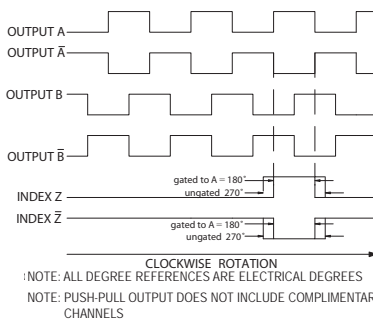 OUTPUT A
OUTPUT A̅
OUTPUT B
OUTPUT B̅
gated to A = 180°
ungated 270°
INDEX Z
INDEX Z̅
gated to A = 180°
ungated 270°
CLOCKWISE ROTATION
NOTE: ALL DEGREE REFERENCES ARE ELECTRICAL DEGREES
NOTE: PUSH-PULL OUTPUT DOES NOT INCLUDE COMPLIMENTAR
CHANNELS